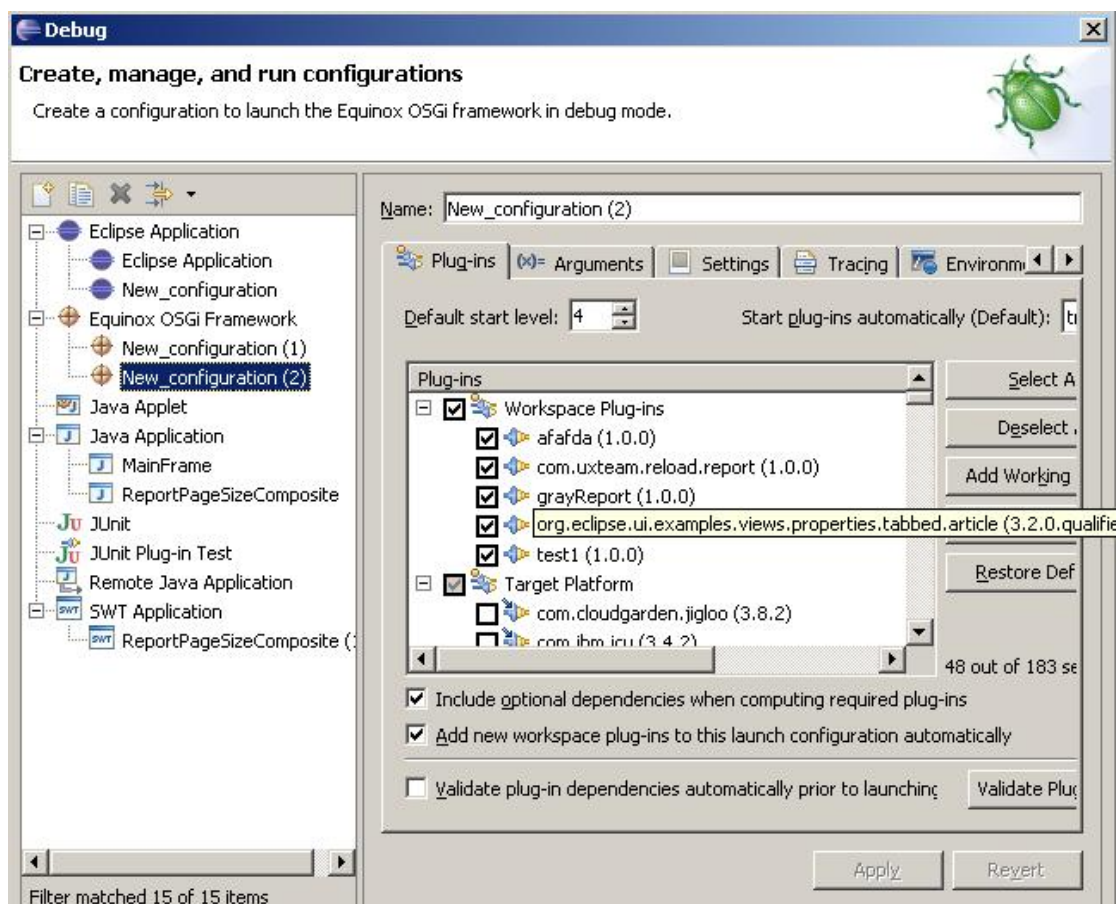 Debug
Create, manage, and run configurations
Create a configuration to launch the Equinox OSGi framework in debug mode.
Eclipse Application
Eclipse Application
New_configuration
Equinox OSGi Framework
New_configuration (1)
New_configuration (2)
Java Applet
Java Application
MainFrame
ReportPageSizeComposite
JUnit
JUnit Plug-in Test
Remote Java Application
SWT Application
ReportPageSizeComposite (
Filter matched 15 of 15 items
Name: New_configuration (2)
Plug-ins (x)= Arguments Settings Tracing Environm
Default start level: 4 Start plug-ins automatically (Default):
Plug-ins
Workspace Plug-ins
afafda (1.0.0)
com.uxteam.reload.report (1.0.0)
grayReport (1.0.0)
org.eclipse.ui.examples.views.properties.tabbed.article (3.2.0.qualifie
test1 (1.0.0)
Target Platform
com.cloudgarden.jigloo (3.8.2)
com.ibm.icu (3.4.2)
Select A
Deselect
Add Working
Restore Def
48 out of 183 se
Include optional dependencies when computing required plug-ins
Add new workspace plug-ins to this launch configuration automatically
Validate plug-in dependencies automatically prior to launching
Validate Plug
Apply Revert